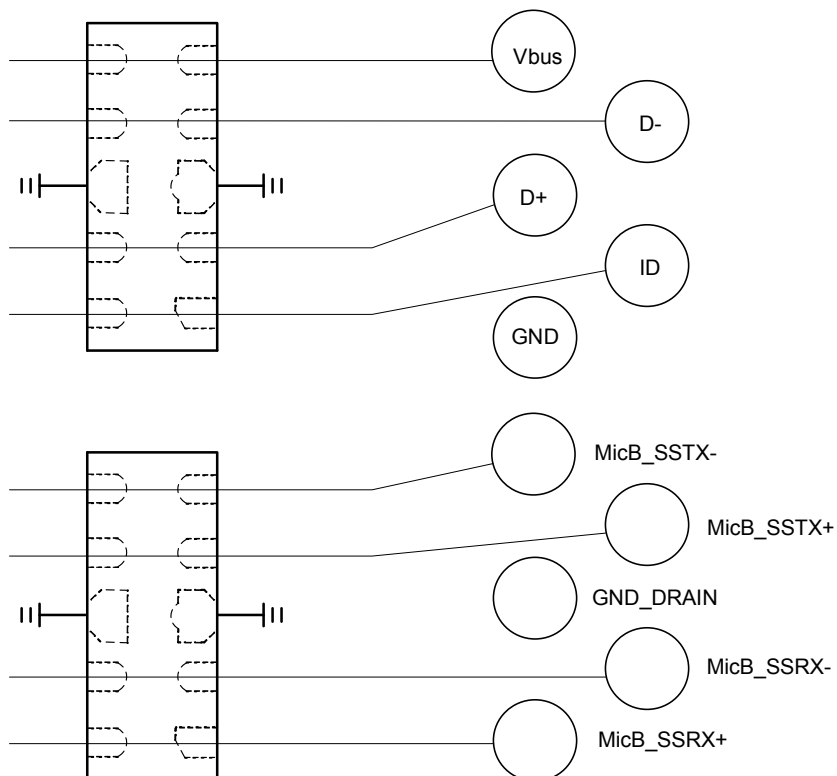 Vbus
D-
D+
ID
GND
MicB_SSTX-
MicB_SSTX+
GND_DRAIN
MicB_SSRX-
MicB_SSRX+